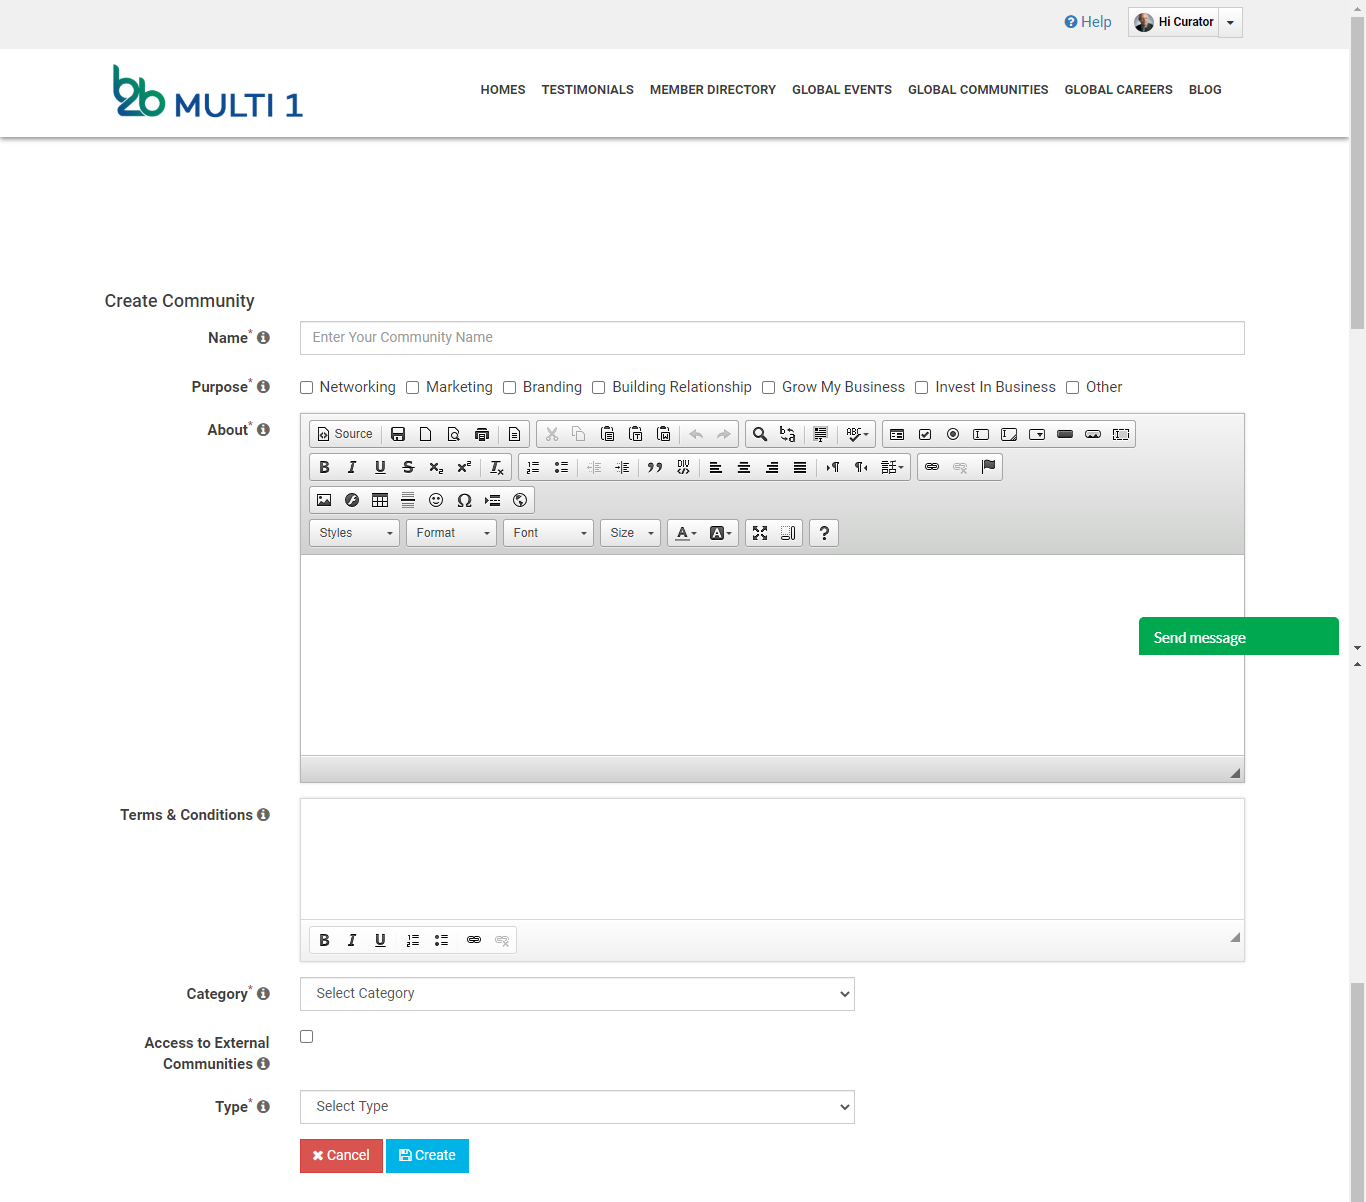 Help
Hi Curator
b2b MULTI 1
HOMES TESTIMONIALS MEMBER DIRECTORY GLOBAL EVENTS GLOBAL COMMUNITIES GLOBAL CAREERS BLOG
Create Community
Name*
Enter Your Community Name
Purpose*
Networking Marketing Branding Building Relationship Grow My Business Invest In Business Other
About*
Source
Styles Format Font Size
Send message
Terms & Conditions
Category*
Select Category
Access to External
Communities
Type*
Select Type
Cancel Create